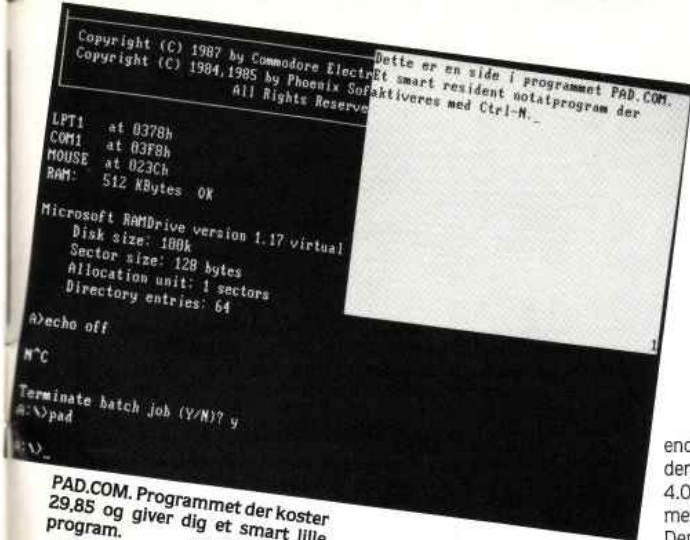 Copyright (C) 1987 by Commodore Electr
Copyright (C) 1984,1985 by Phoenix Sof
All Rights Reserve
Dette er en side i programmet PAD.COM.
Et smart resident notatprogram der
aktiveres med Ctrl-N._
LPT1 at 0378h
COM1 at 03F8h
MOUSE at 023Ch
RAM: 512 KBytes OK
Microsoft RAMDrive version 1.17 virtual
Disk size: 180k
Sector size: 128 bytes
Allocation unit: 1 sectors
Directory entries: 64
1
A>echo off
N^C
Terminate batch job (Y/N)? y
A:\>pad
A:\>_
PAD.COM. Programmet der koster
29,85 og giver dig et smart lille
program.
end
der
4.0
me
Der